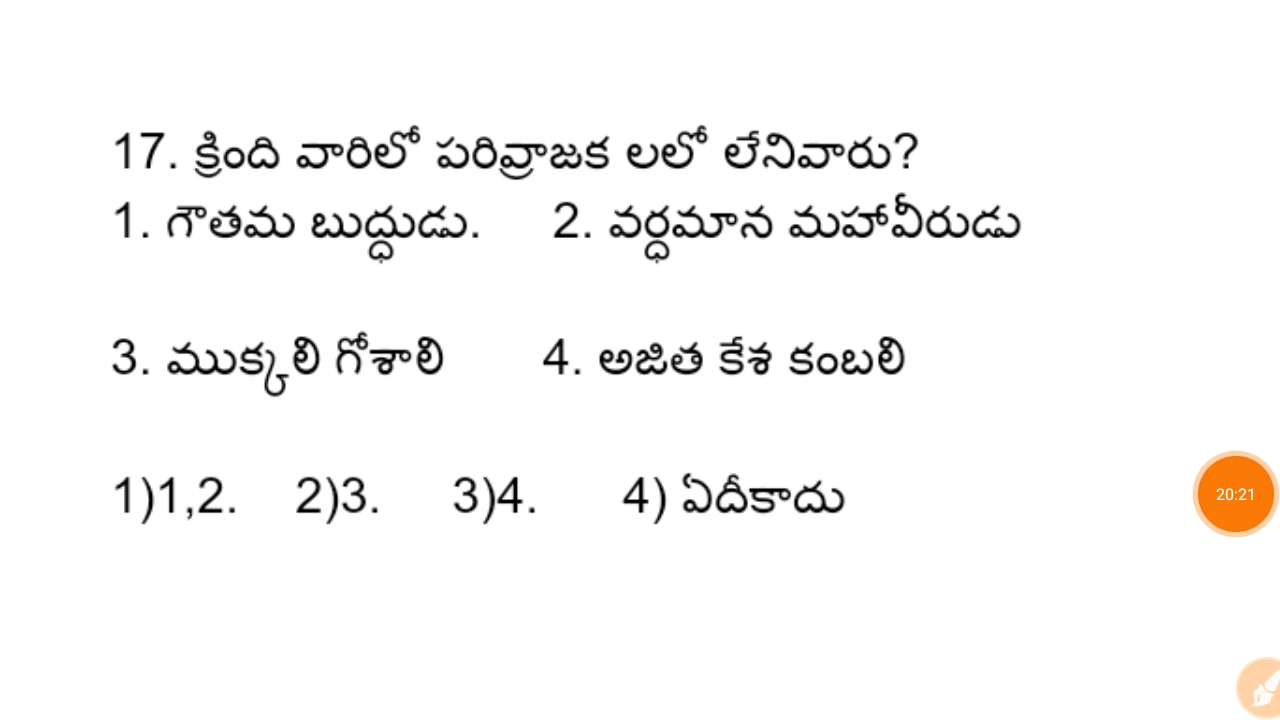 17. క్రింది వారిలో పరివ్రాజక లలో లేనివారు?
1. గౌతమ బుద్ధుడు. 2. వర్ధమాన మహావీరుడు
3. ముక్కలి గోశాలి 4. అజిత కేశ కంబలి
1)1,2. 2)3. 3)4. 4) ఏదీకాదు
20:21